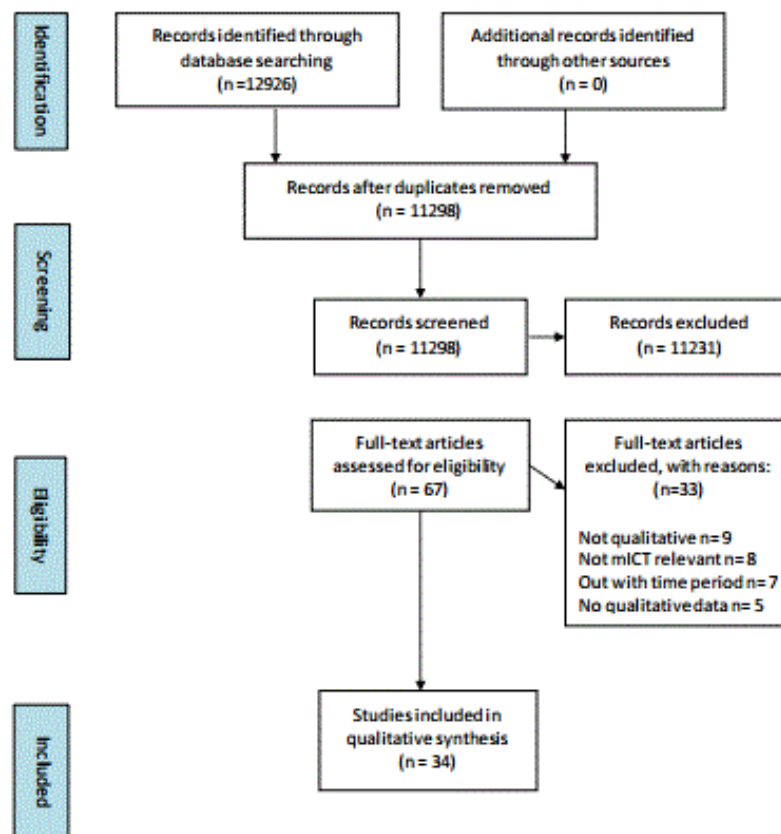 Identification
Records identified through
database searching
(n =12926)
Additional records identified
through other sources
(n = 0)
Records after duplicates removed
(n = 11298)
Screening
Records screened
(n = 11298)
Records excluded
(n = 11231)
Eligibility
Full-text articles
assessed for eligibility
(n = 67)
Full-text articles
excluded, with reasons:
(n=33)
Not qualitative n= 9
Not mICT relevant n= 8
Out with time period n= 7
No qualitative data n= 5
Included
Studies included in
qualitative synthesis
(n = 34)